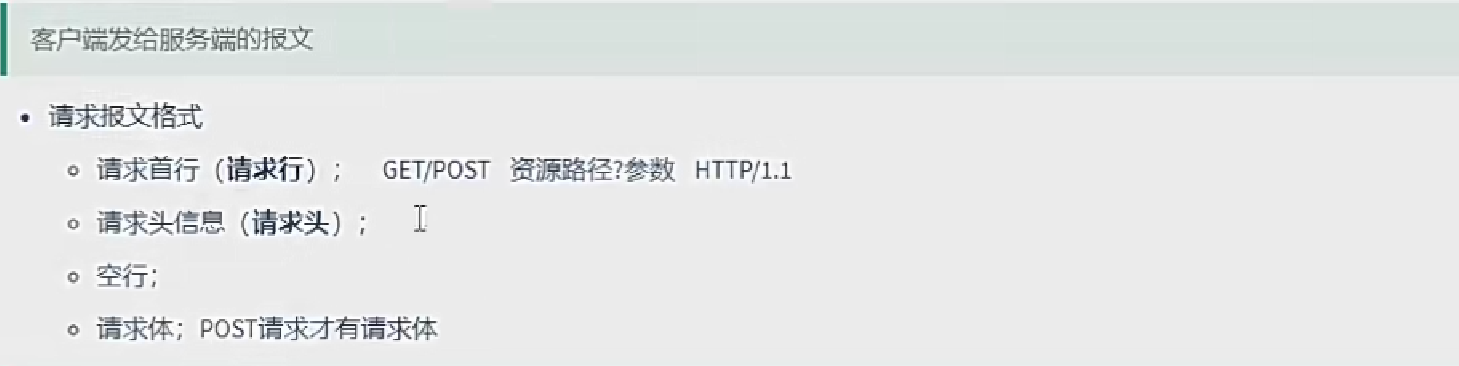 客户端发给服务端的报文
请求报文格式
请求首行（请求行）； GET/POST 资源路径?参数 HTTP/1.1
请求头信息（请求头）；
空行；
请求体；POST请求才有请求体